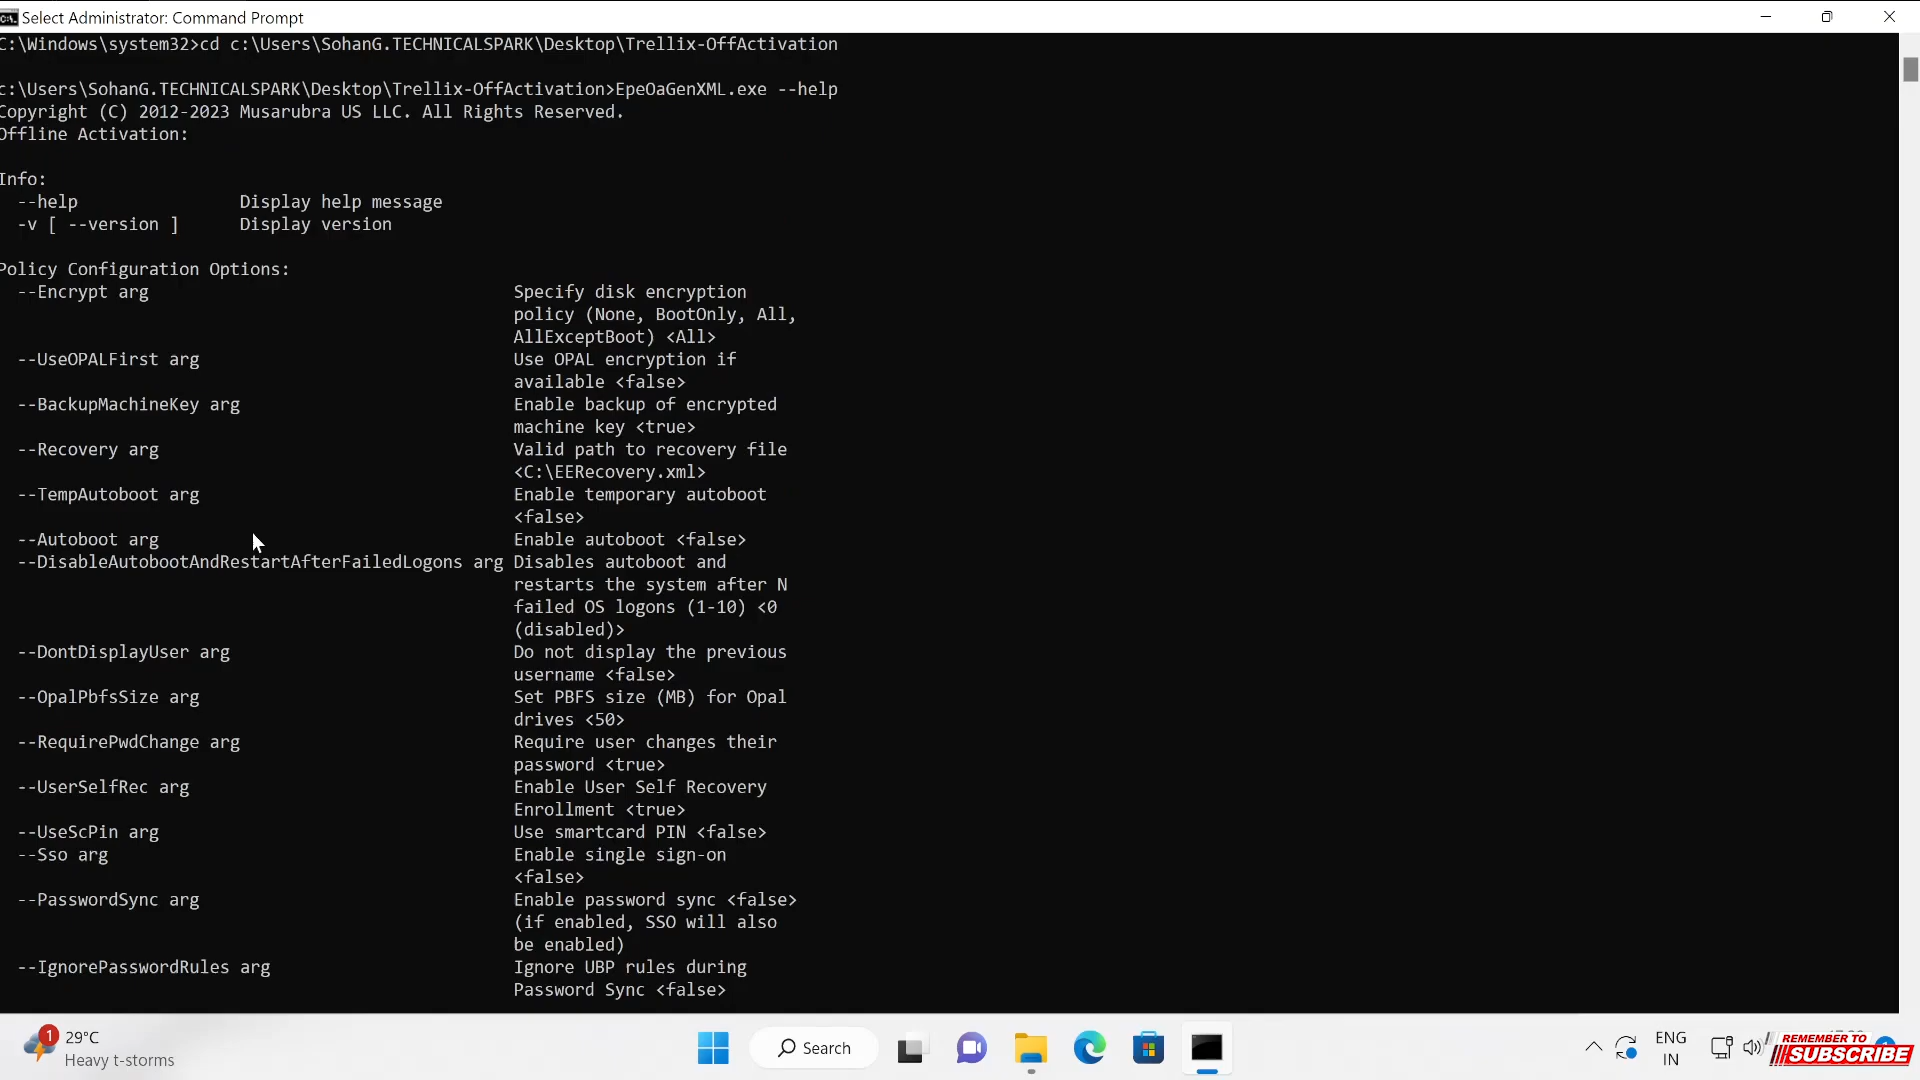 Select Administrator: Command Prompt
C:\Windows\system32>cd c:\Users\SohanG.TECHNICALSPARK\Desktop\Trellix-OffActivation
c:\Users\SohanG.TECHNICALSPARK\Desktop\Trellix-OffActivation>EpeOaGenXML.exe --help
Copyright (C) 2012-2023 Musarubra US LLC. All Rights Reserved.
Offline Activation:
Info:
--help Display help message
-v [ --version ] Display version
Policy Configuration Options:
--Encrypt arg Specify disk encryption
policy (None, BootOnly, All,
AllExceptBoot) <All>
--UseOPALFirst arg Use OPAL encryption if
available <false>
--BackupMachineKey arg Enable backup of encrypted
machine key <true>
--Recovery arg Valid path to recovery file
<C:\EERecovery.xml>
--TempAutoboot arg Enable temporary autoboot
<false>
--Autoboot arg Enable autoboot <false>
--DisableAutobootAndRestartAfterFailedLogons arg Disables autoboot and
restarts the system after N
failed OS logons (1-10) <0
(disabled)>
--DontDisplayUser arg Do not display the previous
username <false>
--OpalPbfsSize arg Set PBFS size (MB) for Opal
drives <50>
--RequirePwdChange arg Require user changes their
password <true>
--UserSelfRec arg Enable User Self Recovery
Enrollment <true>
--UseScPin arg Use smartcard PIN <false>
--Sso arg Enable single sign-on
<false>
--PasswordSync arg Enable password sync <false>
(if enabled, SSO will also
be enabled)
--IgnorePasswordRules arg Ignore UBP rules during
Password Sync <false>
1
29°C
Heavy t-storms
Search
ENG
IN
REMEMBER TO
SUBSCRIBE